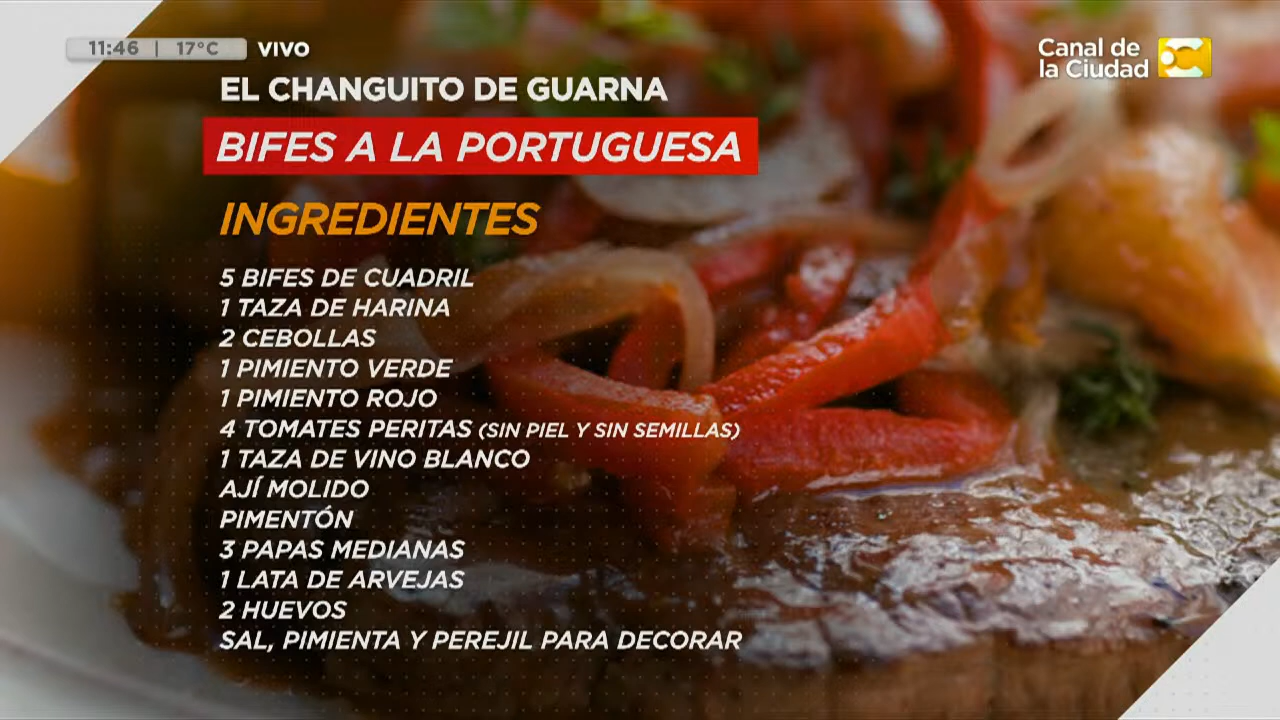 11:46 | 17°C VIVO
Canal de
la Ciudad
EL CHANGUITO DE GUARNA
BIFES A LA PORTUGUESA
INGREDIENTES
5 BIFES DE CUADRIL
1 TAZA DE HARINA
2 CEBOLLAS
1 PIMIENTO VERDE
1 PIMIENTO ROJO
4 TOMATES PERITAS (SIN PIEL Y SIN SEMILLAS)
1 TAZA DE VINO BLANCO
AJÍ MOLIDO
PIMENTÓN
3 PAPAS MEDIANAS
1 LATA DE ARVEJAS
2 HUEVOS
SAL, PIMIENTA Y PEREJIL PARA DECORAR